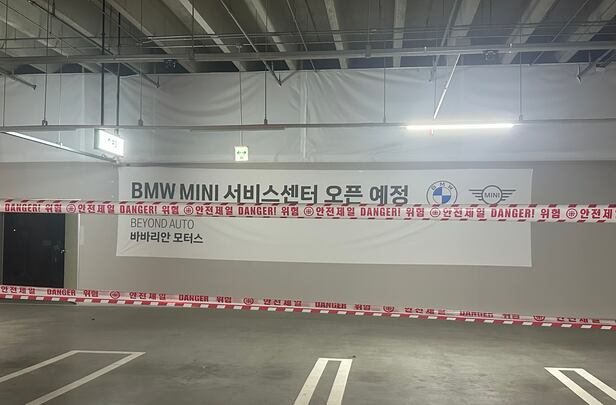 BMW MINI 서비스센터 오픈 예정
MINI
DANGER! 위험 안전제일 DANGER! 위험 안전제일 DANGER! 위험 안전제일 DANGER! 위험 안전제일 DANGER! 위험 안전제일
BEYOND AUTO
바바리안 모터스
안전제일 DANGER 위험 안전제일 DANGER 위험 안전제일 DANGER 위험 안전제일 DANGER 위험 안전제일